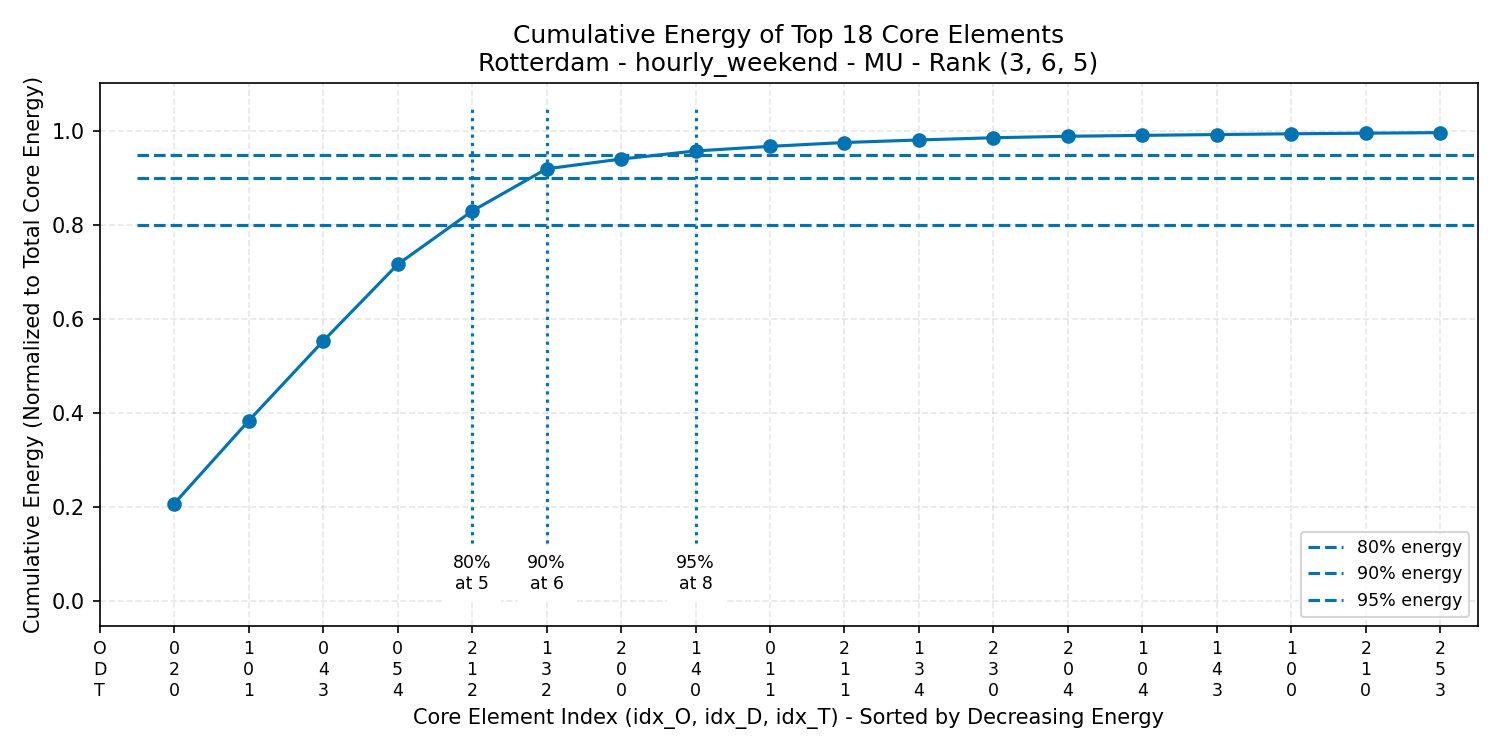 Cumulative Energy of Top 18 Core Elements
Rotterdam - hourly_weekend - MU - Rank (3, 6, 5)
Cumulative Energy (Normalized to Total Core Energy)
1.0
0.8
0.6
0.4
0.2
0.0
80%
at 5
90%
at 6
95%
at 8
80% energy
90% energy
95% energy
O 0 1 0 0 2 1 2 1 0 2 1 2 2 1 1 1 2 2
D 2 0 4 5 1 3 0 4 1 1 3 3 0 0 4 0 1 5
T 0 1 3 4 2 2 0 0 1 1 4 0 4 4 3 0 0 3
Core Element Index (idx_O, idx_D, idx_T) - Sorted by Decreasing Energy